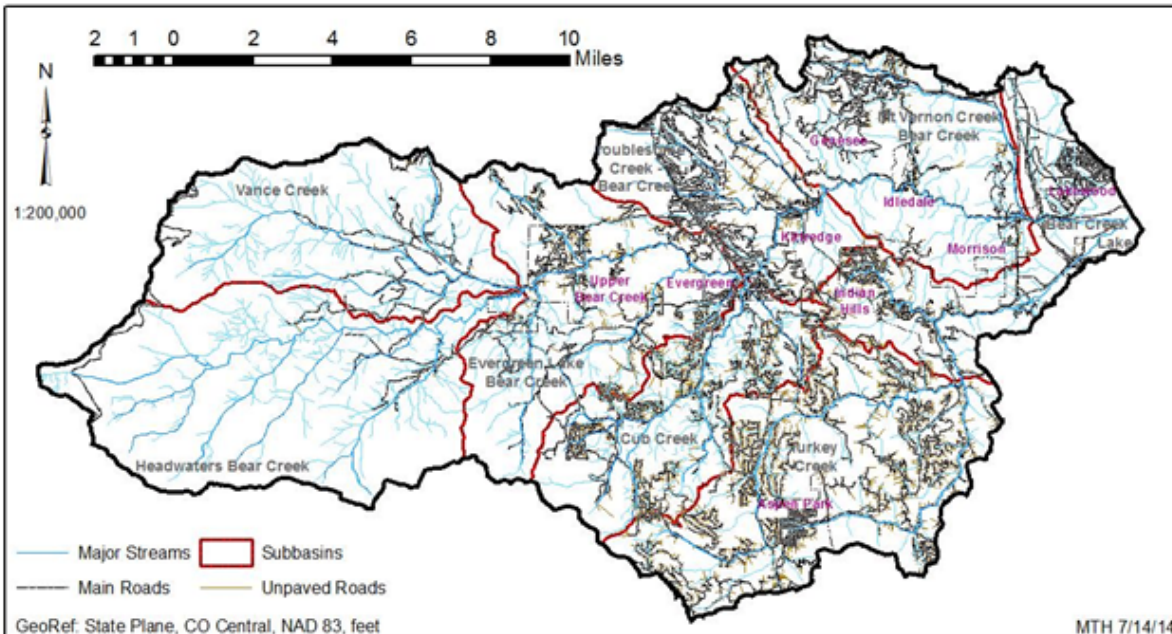 2 1 0 2 4 6 8 10
Miles
N
1:200,000
Vance Creek
Creek -
Bear Creek
Mt Vernon Creek
Bear Creek
Genesee
Idledale
Lakewood
Bear Creek
Lake
Kittredge
Morrison
Upper
Bear Creek
Evergreen
Indian
Hills
Evergreen Lake
Bear Creek
Cub Creek
Turkey
Creek
Headwaters Bear Creek
Aspen Park
Major Streams
Subbasins
Main Roads
Unpaved Roads
GeoRef: State Plane, CO Central, NAD 83, feet
MTH 7/14/14